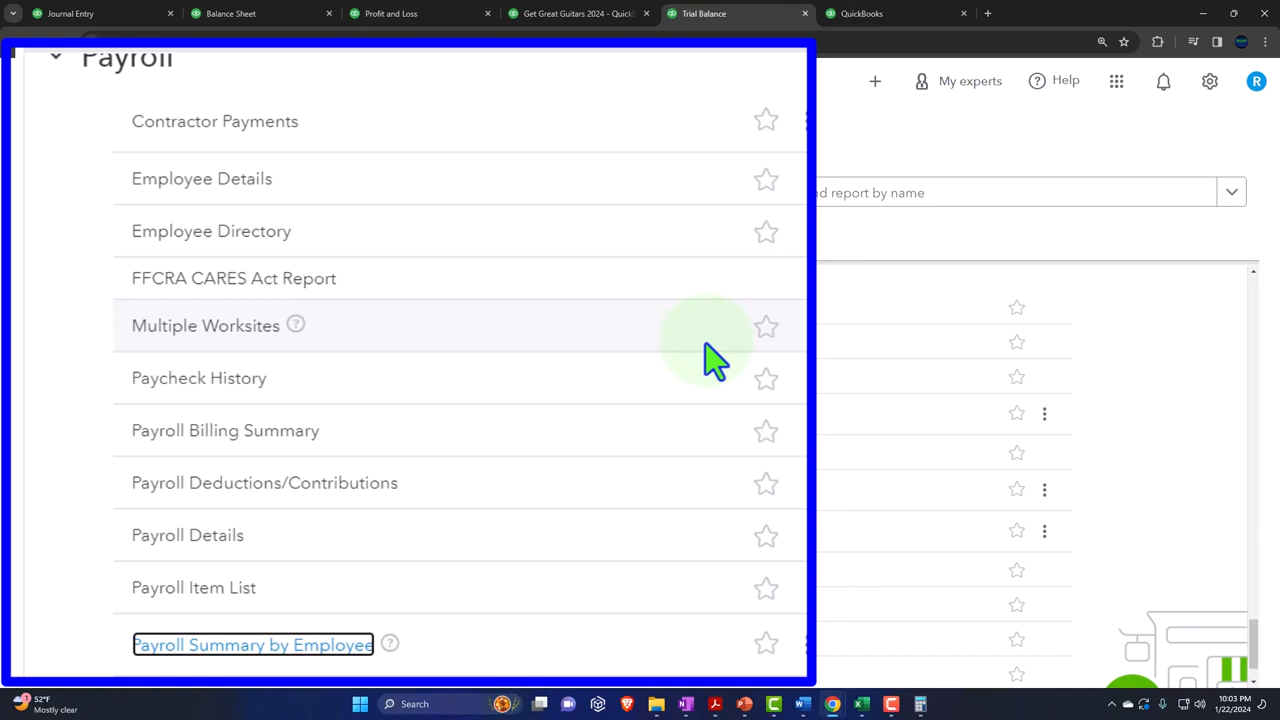 Journal Entry
Balance Sheet
Profit and Loss
Get Great Guitars 2024 - Quick
Trial Balance
QuickBooks
My experts
Help
R
Payroll
Contractor Payments
nd report by name
Employee Details
Employee Directory
FFCRA CARES Act Report
Multiple Worksites
Paycheck History
Payroll Billing Summary
Payroll Deductions/Contributions
Payroll Details
Payroll Item List
Payroll Summary by Employee
1
52°F
Mostly clear
Search
10:03 PM
1/22/2024